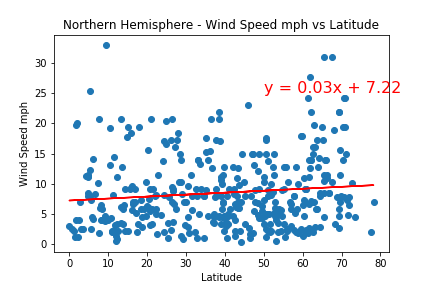 Northern Hemisphere - Wind Speed mph vs Latitude
Wind Speed mph
30
25
20
15
10
5
0
y = 0.03x + 7.22
0 10 20 30 40 50 60 70 80
Latitude